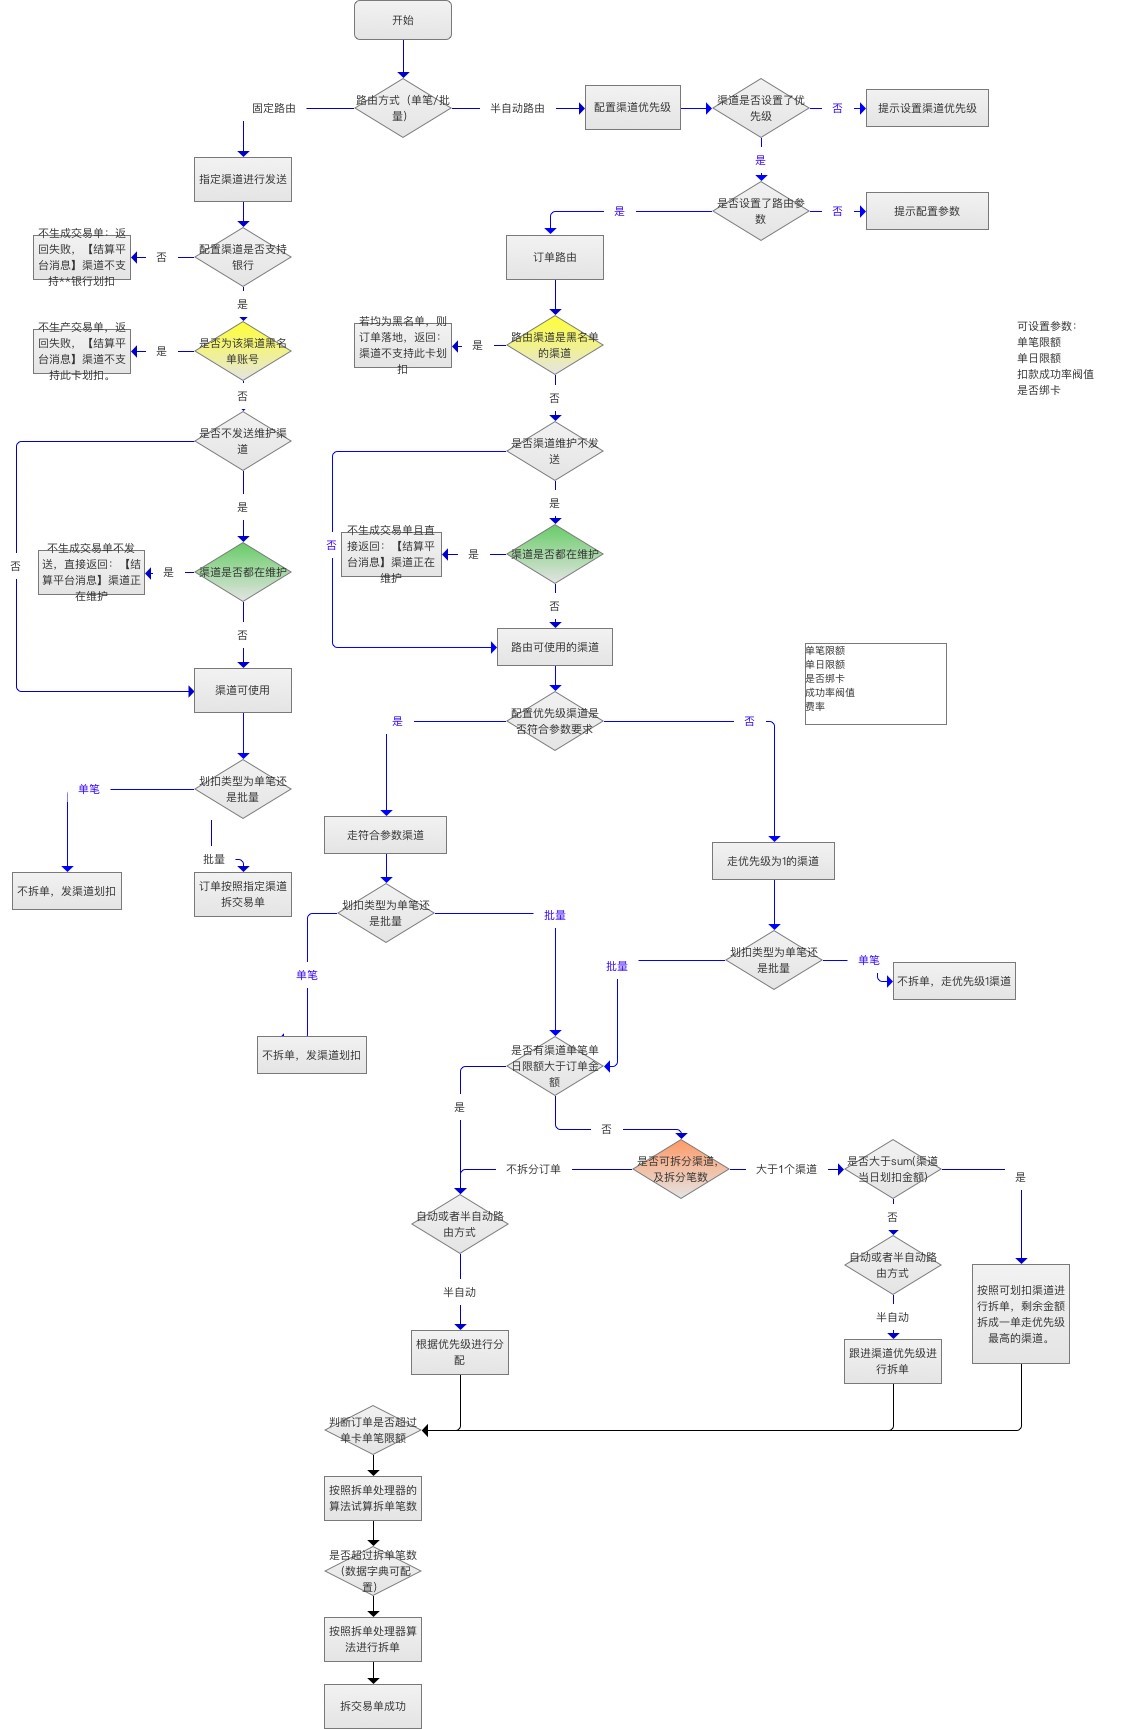 开始
路由方式（单笔/批
量）
固定路由
半自动路由
配置渠道优先级
渠道是否设置了优
先级
否
提示设置渠道优先级
是
指定渠道进行发送
是否设置了路由参
数
否
提示配置参数
是
不生成交易单：返
回失败，【结算平
台消息】渠道不支
持**银行划扣
否
配置渠道是否支持
银行
订单路由
是
不生产交易单，返
回失败，【结算平
台消息】渠道不支
持此卡划扣。
是
是否为该渠道黑名
单账号
若均为黑名单，则
订单落地，返回：
渠道不支持此卡划
扣
是
路由渠道是黑名单
的渠道
可设置参数：
单笔限额
单日限额
扣款成功率阀值
是否绑卡
否
否
是否不发送维护渠
道
是否渠道维护不发
送
是
是
否
不生成交易单不发
送，直接返回：【结
算平台消息】渠道正
在维护
是
渠道是否都在维护
否
不生成交易单且直
接返回：【结算平
台消息】渠道正在
维护
是
渠道是否都在维护
否
否
路由可使用的渠道
单笔限额
单日限额
是否绑卡
成功率阀值
费率
渠道可使用
是
配置优先级渠道是
否符合参数要求
否
单笔
划扣类型为单笔还
是批量
走符合参数渠道
批量
走优先级为1的渠道
不拆单，发渠道划扣
订单按照指定渠道
拆交易单
划扣类型为单笔还
是批量
批量
单笔
批量
划扣类型为单笔还
是批量
单笔
不拆单，走优先级1渠道
不拆单，发渠道划扣
是否有渠道单笔单
日限额大于订单金
额
是
否
不拆分订单
是否可拆分渠道，
及拆分笔数
大于1个渠道
是否大于sum(渠道
当日划扣金额)
是
否
自动或者半自动路
由方式
自动或者半自动路
由方式
半自动
半自动
按照可划扣渠道进
行拆单，剩余金额
拆成一单走优先级
最高的渠道。
根据优先级进行分
配
跟进渠道优先级进
行拆单
判断订单是否超过
单卡单笔限额
按照拆单处理器的
算法试算拆单笔数
是否超过拆单笔数
（数据字典可配
置）
按照拆单处理器算
法进行拆单
拆交易单成功